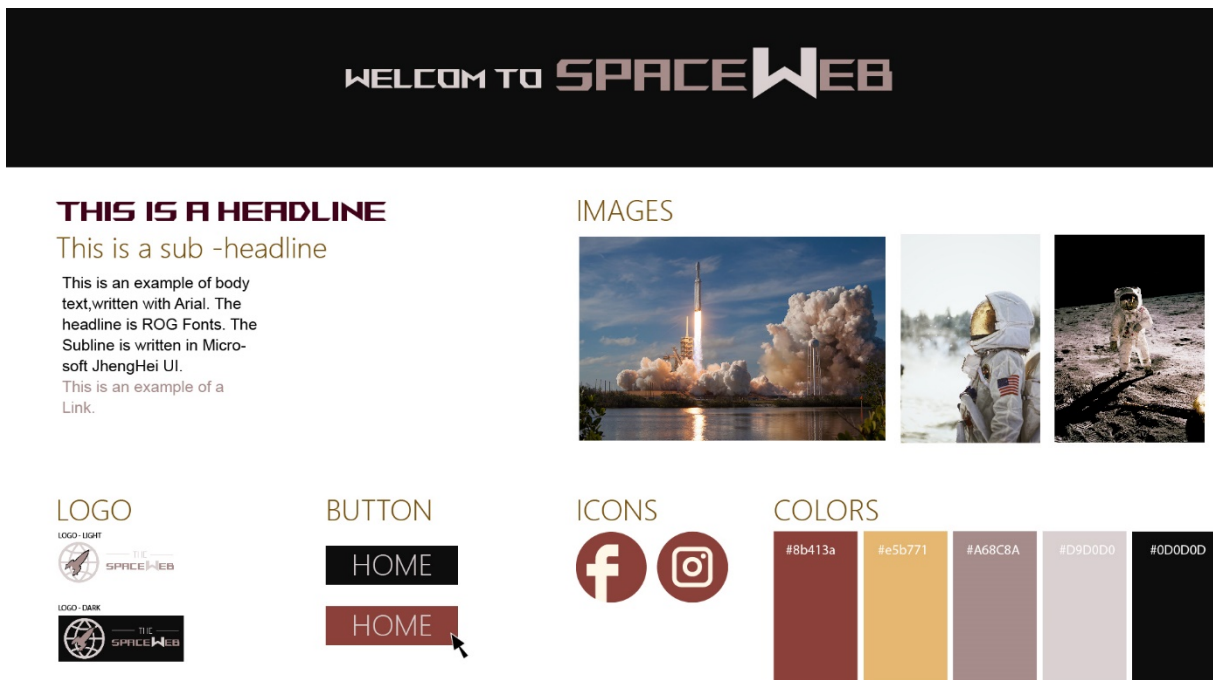 WELCOM TO SPACEWEB
THIS IS A HEADLINE
This is a sub -headline
This is an example of body
text,written with Arial. The
headline is ROG Fonts. The
Subline is written in Micro-
soft JhengHei UI.
This is an example of a
Link.
IMAGES
LOGO
LOGO - LIGHT
THE
SPACEWEB
LOGO - DARK
THE
SPACEWEB
BUTTON
HOME
HOME
ICONS
COLORS
#8b413a
#e5b771
#A68C8A
#D9D0D0
#0D0D0D